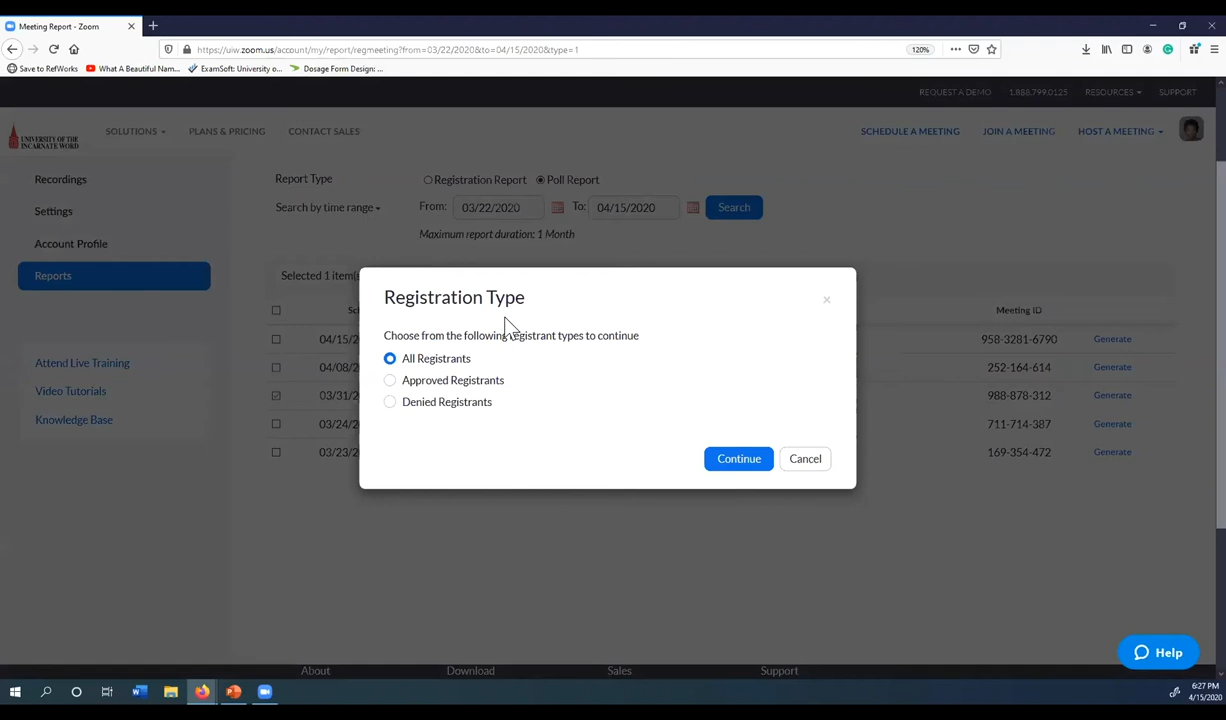 Meeting Report - Zoom
https://uiw.zoom.us/account/my/report/regmeeting?from=03/22/2020&to=04/15/2020&type=1
120%
Save to RefWorks
What A Beautiful Nam...
ExamSoft: University o...
Dosage Form Design: ...
REQUEST A DEMO 1.888.799.0125 RESOURCES SUPPORT
UNIVERSITY OF THE
INCARNATE WORD
SOLUTIONS PLANS & PRICING CONTACT SALES
SCHEDULE A MEETING JOIN A MEETING HOST A MEETING
Recordings
Settings
Account Profile
Reports
Attend Live Training
Video Tutorials
Knowledge Base
Report Type Registration Report Poll Report
Search by time range From: 03/22/2020 To: 04/15/2020 Search
Maximum report duration: 1 Month
Selected 1 item(s
Meeting ID
04/15/2 958-3281-6790 Generate
04/08/2 252-164-614 Generate
03/31/2 988-878-312 Generate
03/24/2 711-714-387 Generate
03/23/2 169-354-472 Generate
Registration Type
Choose from the following registrant types to continue
All Registrants
Approved Registrants
Denied Registrants
Continue Cancel
Help
About Download Sales Support
6:27 PM
4/15/2020